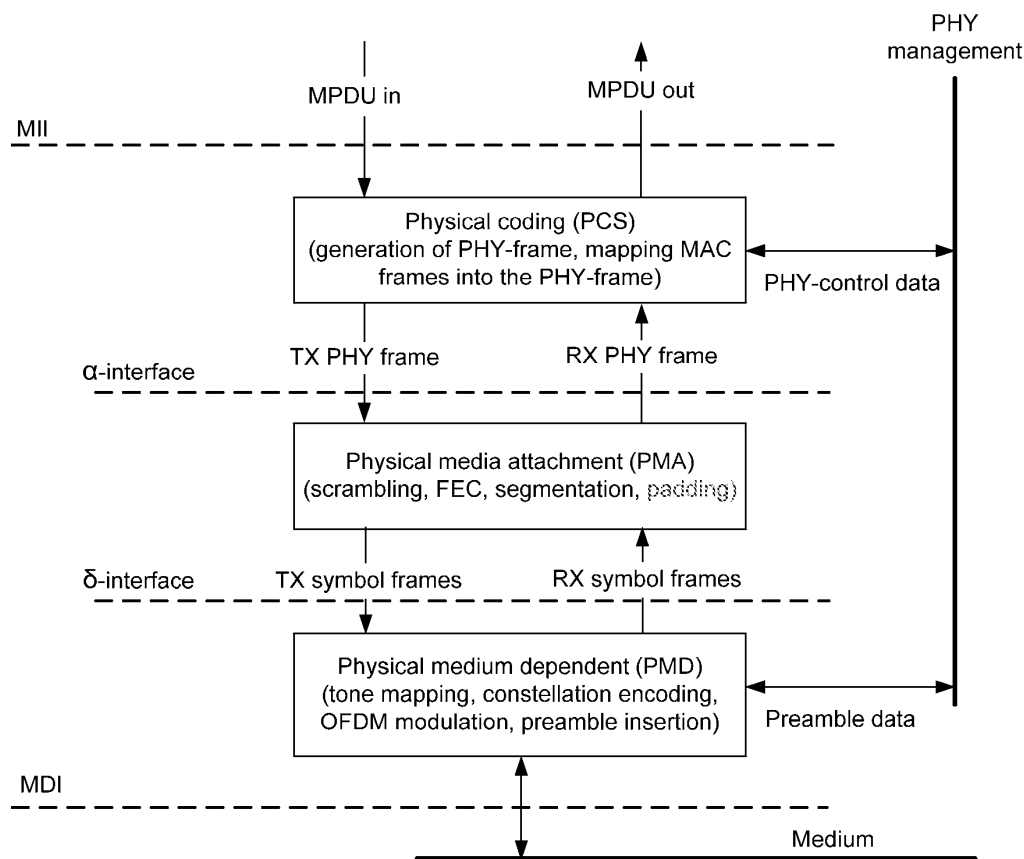 PHY
management
MPDU in
MPDU out
MII
Physical coding (PCS)
(generation of PHY-frame, mapping MAC
frames into the PHY-frame)
PHY-control data
TX PHY frame
RX PHY frame
α-interface
Physical media attachment (PMA)
(scrambling, FEC, segmentation, padding)
δ-interface
TX symbol frames
RX symbol frames
Physical medium dependent (PMD)
(tone mapping, constellation encoding,
OFDM modulation, preamble insertion)
Preamble data
MDI
Medium